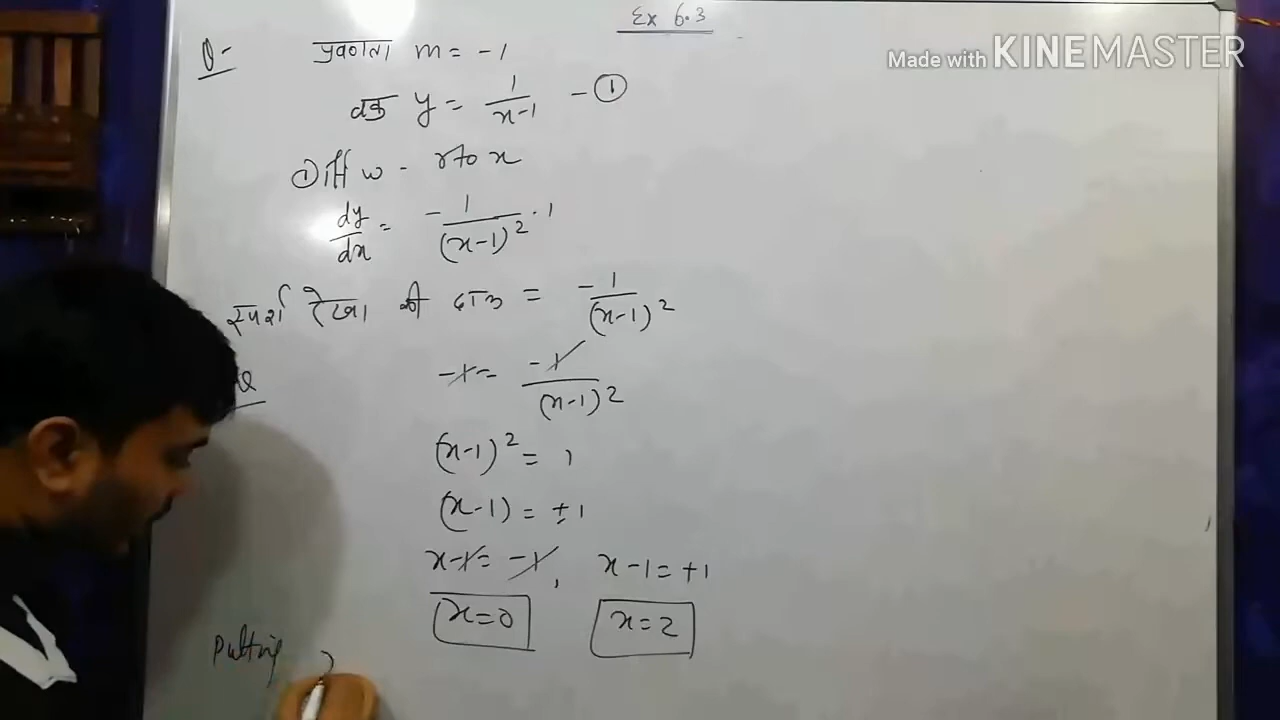 Ex 6.3
Made with KINEMASTER
Q- प्रवणता m = -1
वक्र y = 1/(x-1) - ①
① Diff w - r to x
dy/dx = -1/(x-1)² . 1
स्पर्श रेखा की = -1/(x-1)²
-1 = -1/(x-1)²
(x-1)² = 1
(x-1) = ±1
x-1 = -1, x-1 = +1
x=0 x=2
Putting